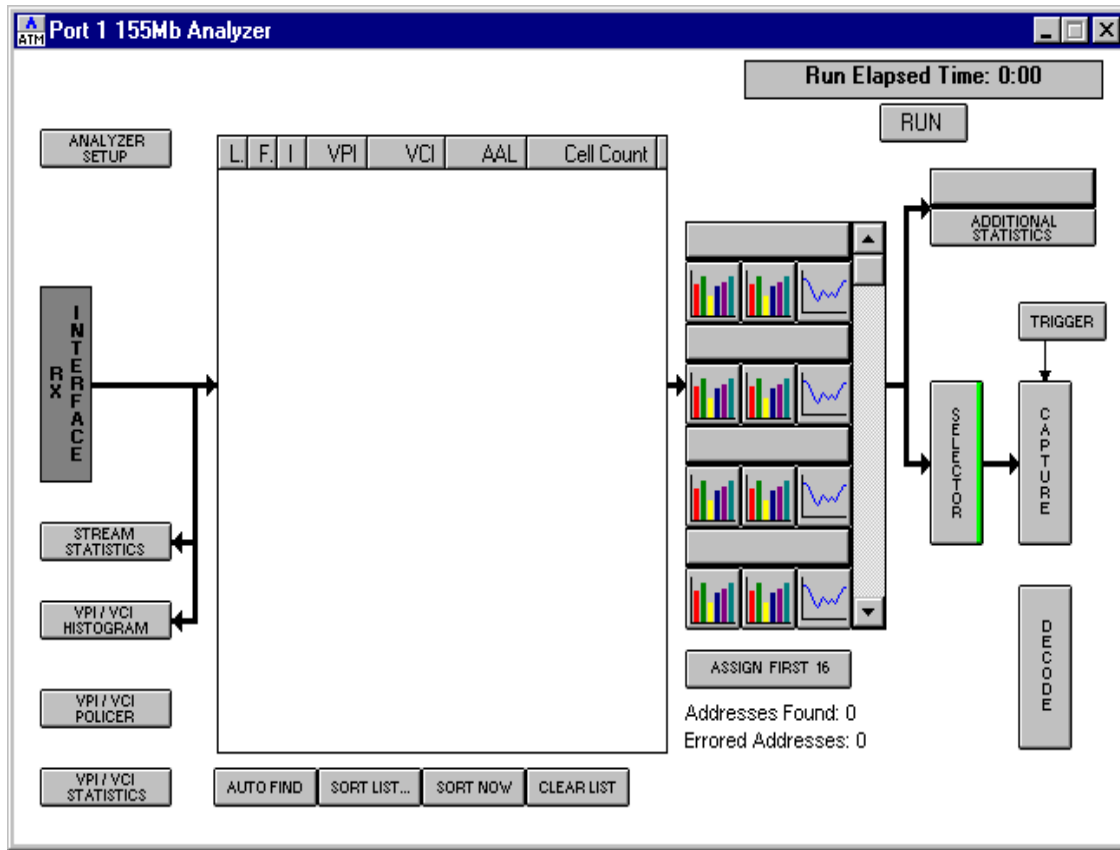 A
ATM
Port 1 155Mb Analyzer
Run Elapsed Time: 0:00
RUN
ANALYZER
SETUP
L. F. I VPI VCI AAL Cell Count
ADDITIONAL
STATISTICS
RX
INTERFACE
TRIGGER
SELECTOR
CAPTURE
STREAM
STATISTICS
VPI / VCI
HISTOGRAM
DECODE
ASSIGN FIRST 16
VPI / VCI
POLICER
Addresses Found: 0
Errored Addresses: 0
VPI / VCI
STATISTICS
AUTO FIND
SORT LIST...
SORT NOW
CLEAR LIST